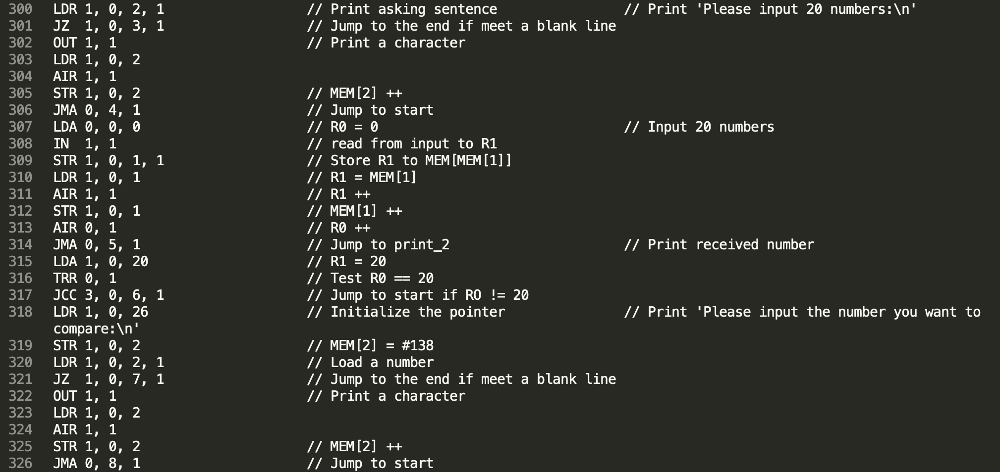 300 LDR 1, 0, 2, 1 // Print asking sentence // Print 'Please input 20 numbers:\n'
301 JZ  1, 0, 3, 1 // Jump to the end if meet a blank line
302 OUT 1, 1 // Print a character
303 LDR 1, 0, 2
304 AIR 1, 1
305 STR 1, 0, 2 // MEM[2] ++
306 JMA 0, 4, 1 // Jump to start
307 LDA 0, 0, 0 // R0 = 0 // Input 20 numbers
308 IN  1, 1 // read from input to R1
309 STR 1, 0, 1, 1 // Store R1 to MEM[MEM[1]]
310 LDR 1, 0, 1 // R1 = MEM[1]
311 AIR 1, 1 // R1 ++
312 STR 1, 0, 1 // MEM[1] ++
313 AIR 0, 1 // R0 ++
314 JMA 0, 5, 1 // Jump to print_2 // Print received number
315 LDA 1, 0, 20 // R1 = 20
316 TRR 0, 1 // Test R0 == 20
317 JCC 3, 0, 6, 1 // Jump to start if RO != 20
318 LDR 1, 0, 26 // Initialize the pointer // Print 'Please input the number you want to
compare:\n'
319 STR 1, 0, 2 // MEM[2] = #138
320 LDR 1, 0, 2, 1 // Load a number
321 JZ  1, 0, 7, 1 // Jump to the end if meet a blank line
322 OUT 1, 1 // Print a character
323 LDR 1, 0, 2
324 AIR 1, 1
325 STR 1, 0, 2 // MEM[2] ++
326 JMA 0, 8, 1 // Jump to start